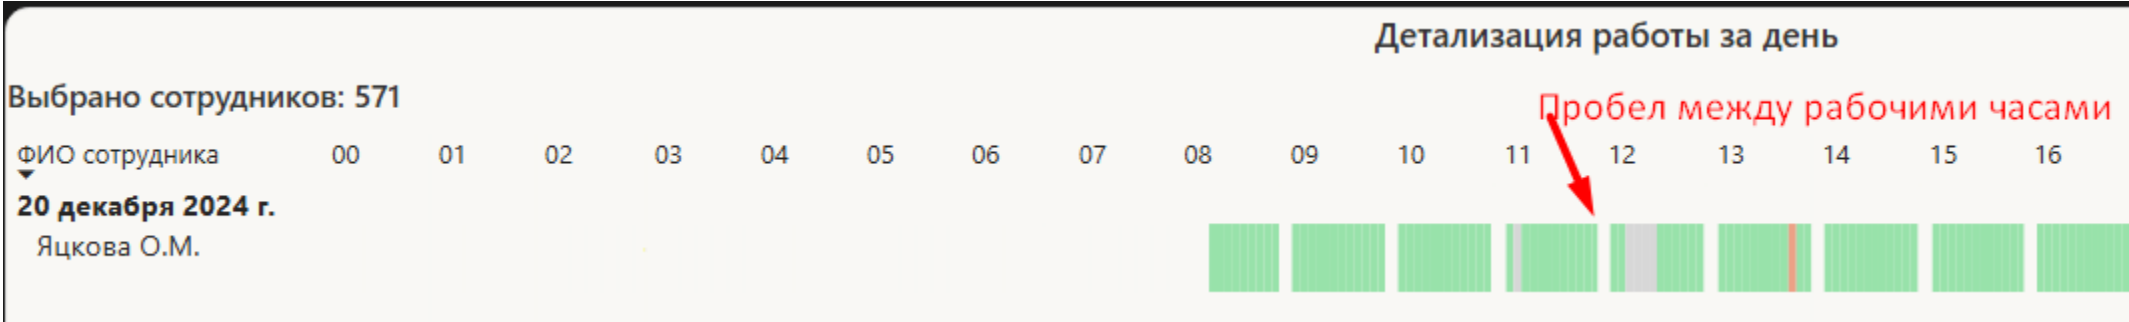 Детализация работы за день
Выбрано сотрудников: 571
Пробел между рабочими часами
ФИО сотрудника 00 01 02 03 04 05 06 07 08 09 10 11 12 13 14 15 16
20 декабря 2024 г.
Яцкова О.М.